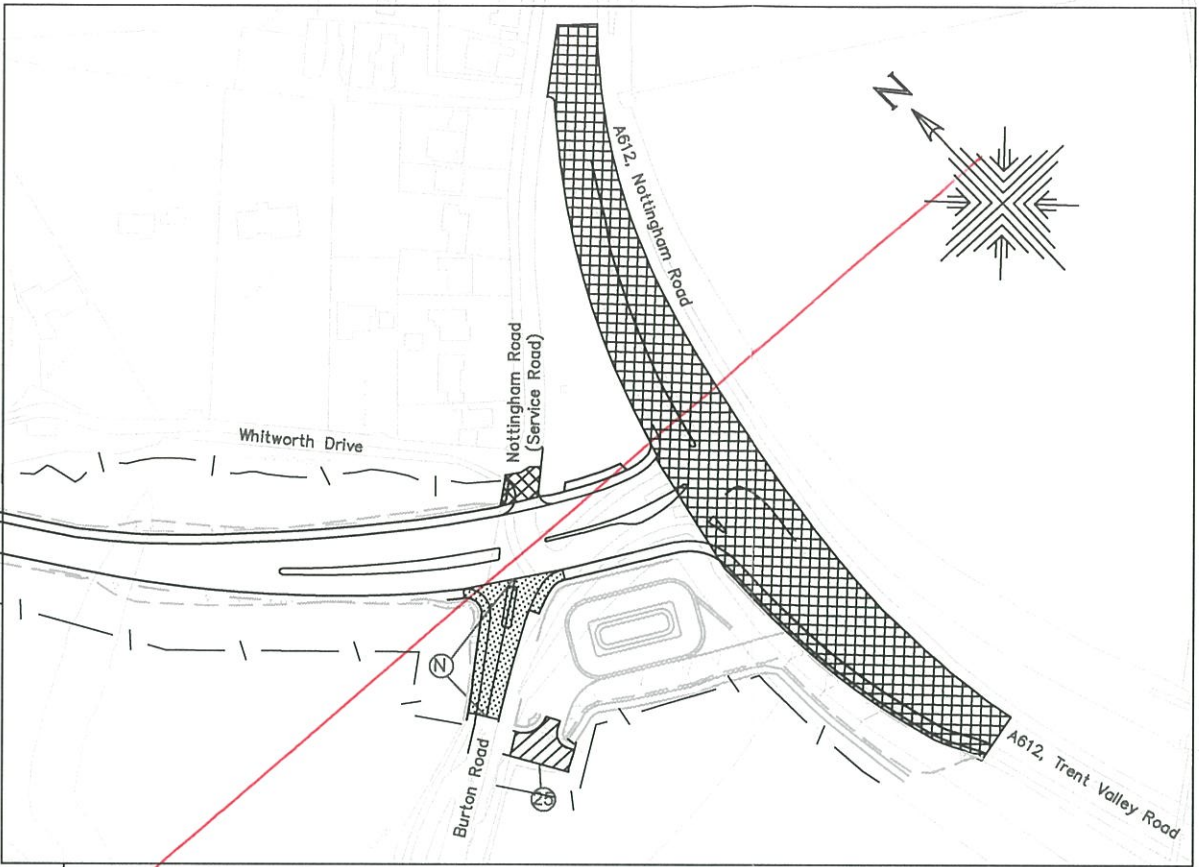 N
A612, Nottingham Road
Nottingham Road
(Service Road)
Whitworth Drive
N
Burton Road
25
A612, Trent Valley Road